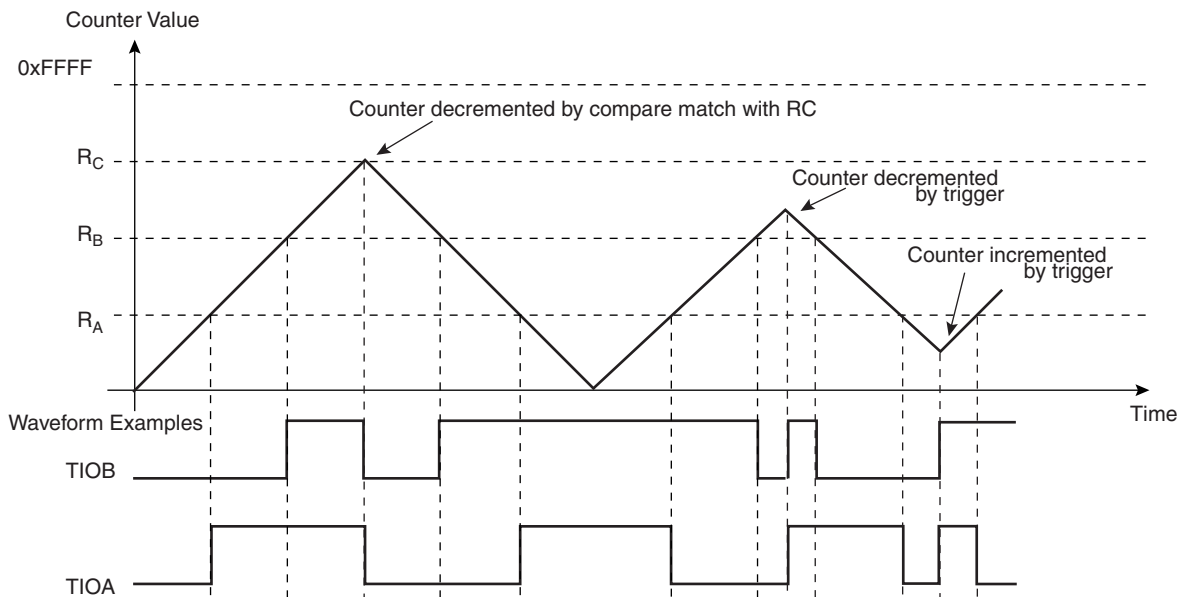 Counter Value
0xFFFF
Counter decremented by compare match with RC
RC
Counter decremented
by trigger
RB
Counter incremented
by trigger
RA
Time
Waveform Examples
TIOB
TIOA